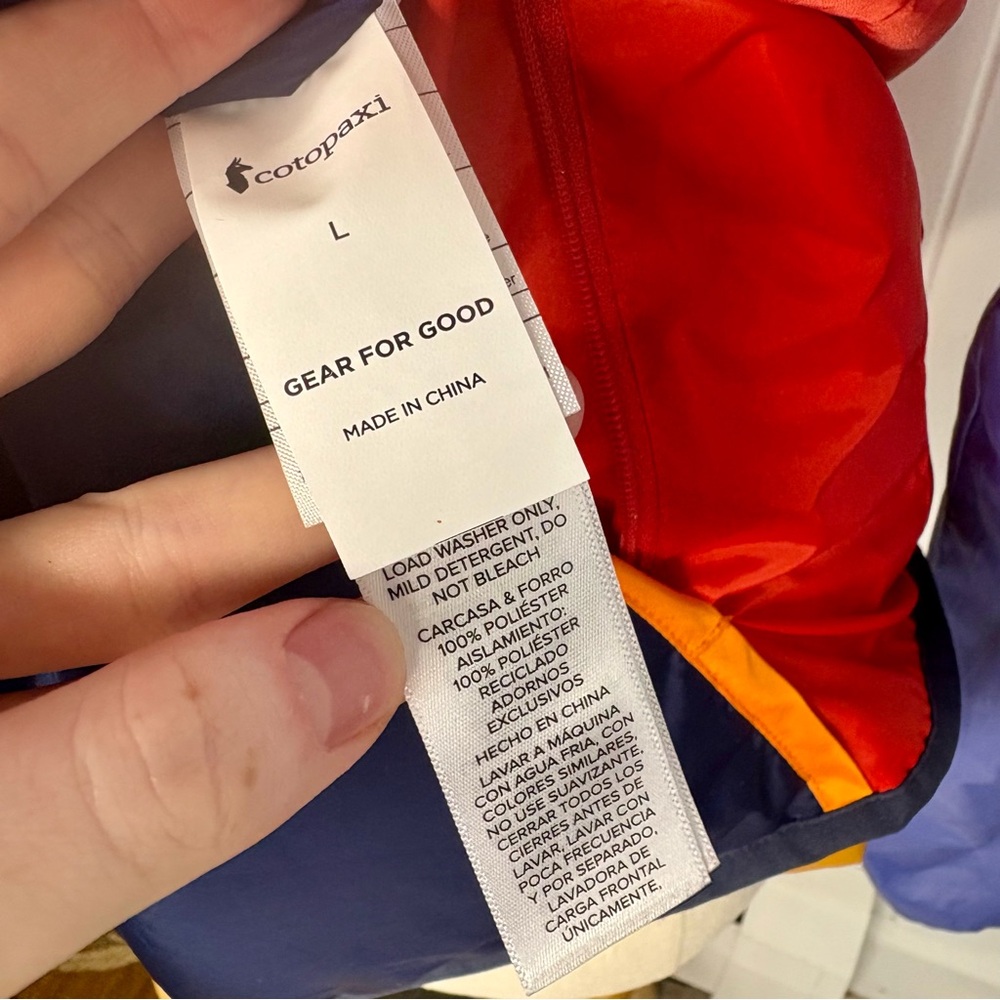 cotopaxi
L
GEAR FOR GOOD
MADE IN CHINA
er
LOAD WASHER ONLY,
MILD DETERGENT, DO
NOT BLEACH
CARCASA & FORRO
100% POLIÉSTER
AISLAMIENTO:
100% POLIÉSTER
RECICLADO
ADORNOS
EXCLUSIVOS
HECHO EN CHINA
LAVAR A MÁQUINA
CON AGUA FRIA, CON
COLORES SIMILARES,
NO USE SUAVIZANTE,
CERRAR TODOS LOS
CIERRES ANTES DE
LAVAR, LAVAR CON
POCA FRECUENCIA
Y POR SEPARADO,
LAVADORA DE
CARGA FRONTAL
ÚNICAMENTE,